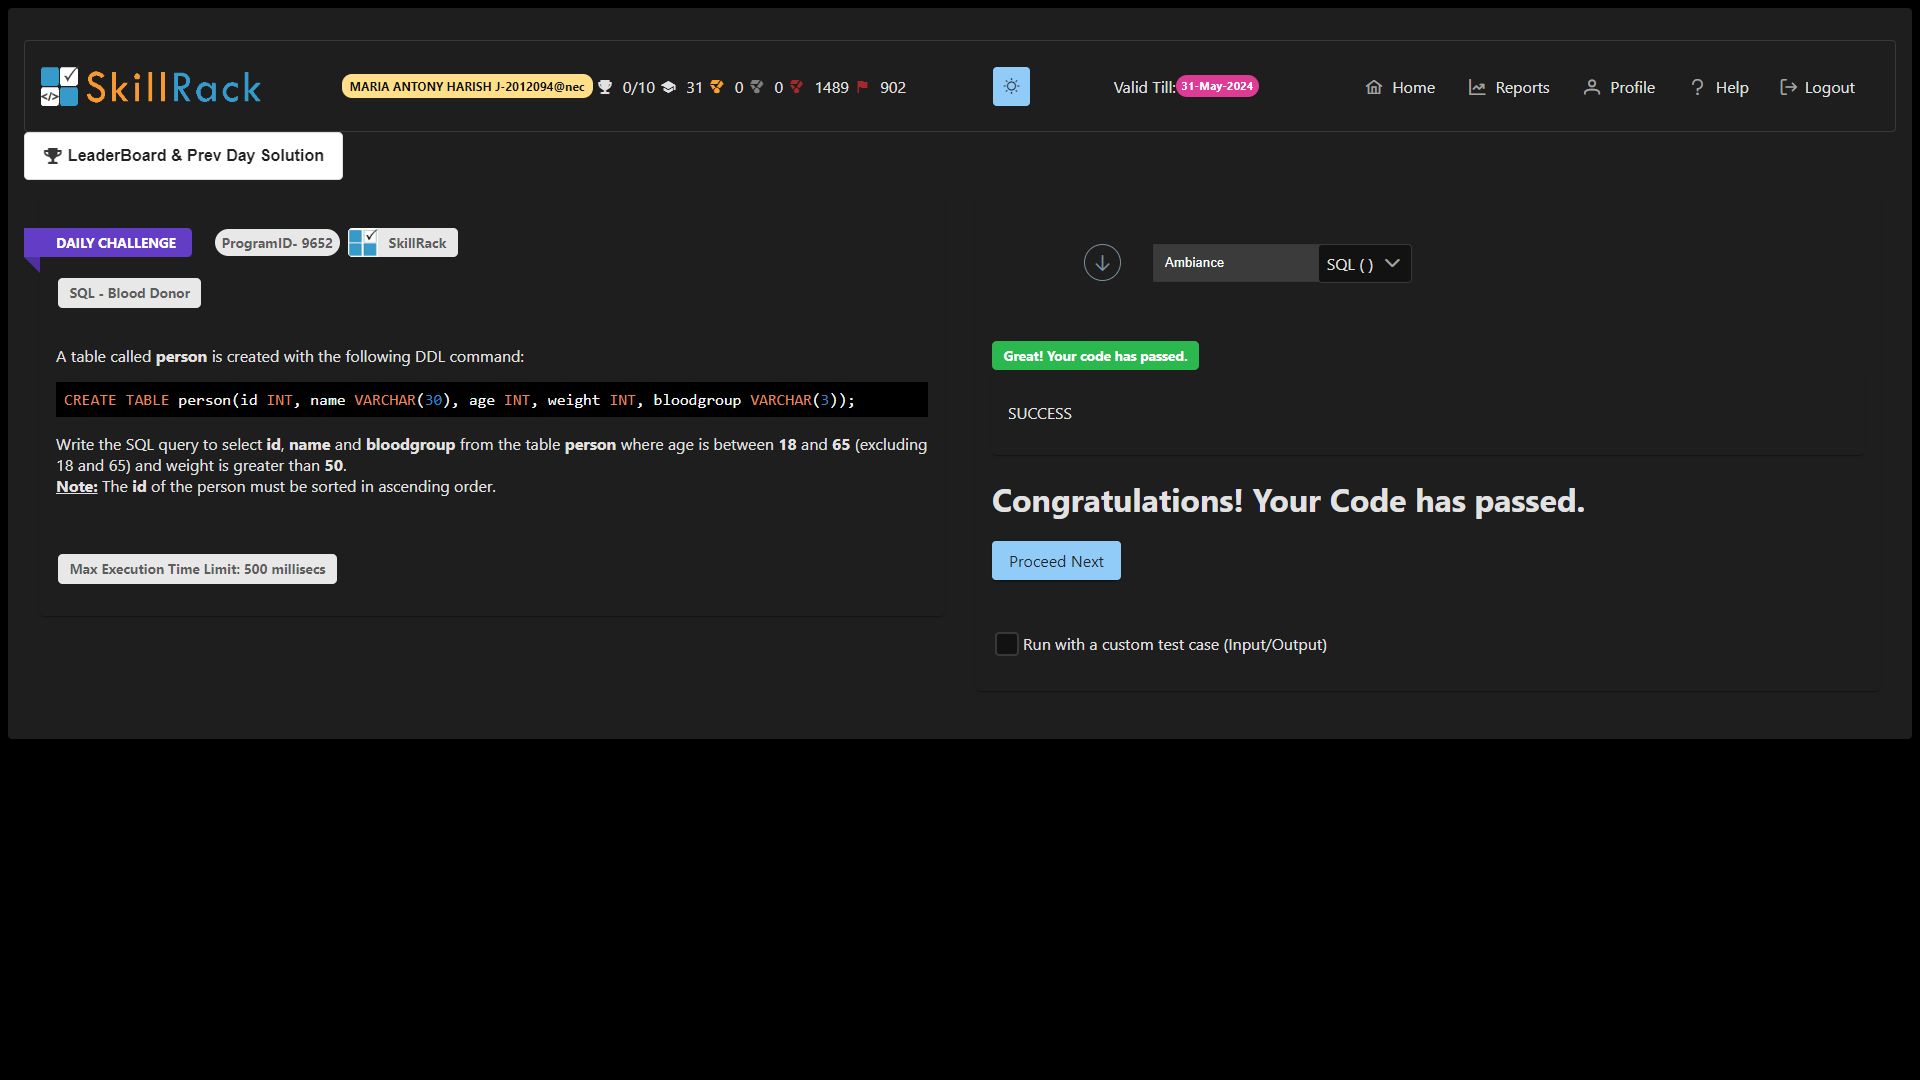 SkillRack
MARIA ANTONY HARISH J-2012094@nec 0/10 31 0 0 1489 902
Valid Till: 31-May-2024
Home Reports Profile Help Logout
LeaderBoard & Prev Day Solution
DAILY CHALLENGE ProgramID- 9652 SkillRack
SQL - Blood Donor
A table called person is created with the following DDL command:
CREATE TABLE person(id INT, name VARCHAR(30), age INT, weight INT, bloodgroup VARCHAR(3));
Write the SQL query to select id, name and bloodgroup from the table person where age is between 18 and 65 (excluding
18 and 65) and weight is greater than 50.
Note: The id of the person must be sorted in ascending order.
Max Execution Time Limit: 500 millisecs
Ambiance SQL ( )
Great! Your code has passed.
SUCCESS
Congratulations! Your Code has passed.
Proceed Next
Run with a custom test case (Input/Output)